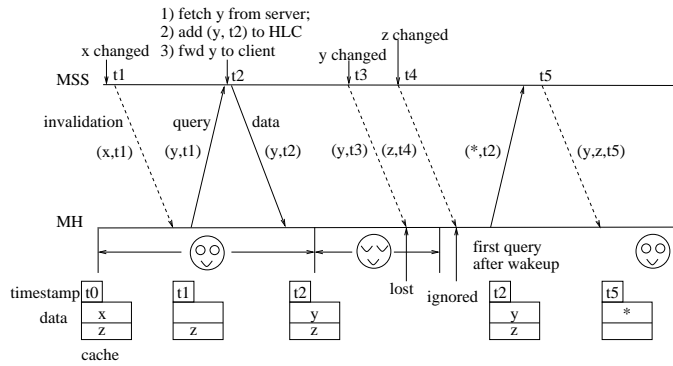 1) fetch y from server;
2) add (y, t2) to HLC
3) fwd y to client
x changed
y changed
z changed
MSS
t1
t2
t3
t4
t5
invalidation
query
data
(x,t1)
(y,t1)
(y,t2)
(y,t3)
(z,t4)
(*,t2)
(y,z,t5)
MH
first query
after wakeup
lost
ignored
timestamp
t0
t1
t2
t2
t5
data
x
y
y
*
z
z
z
z
cache